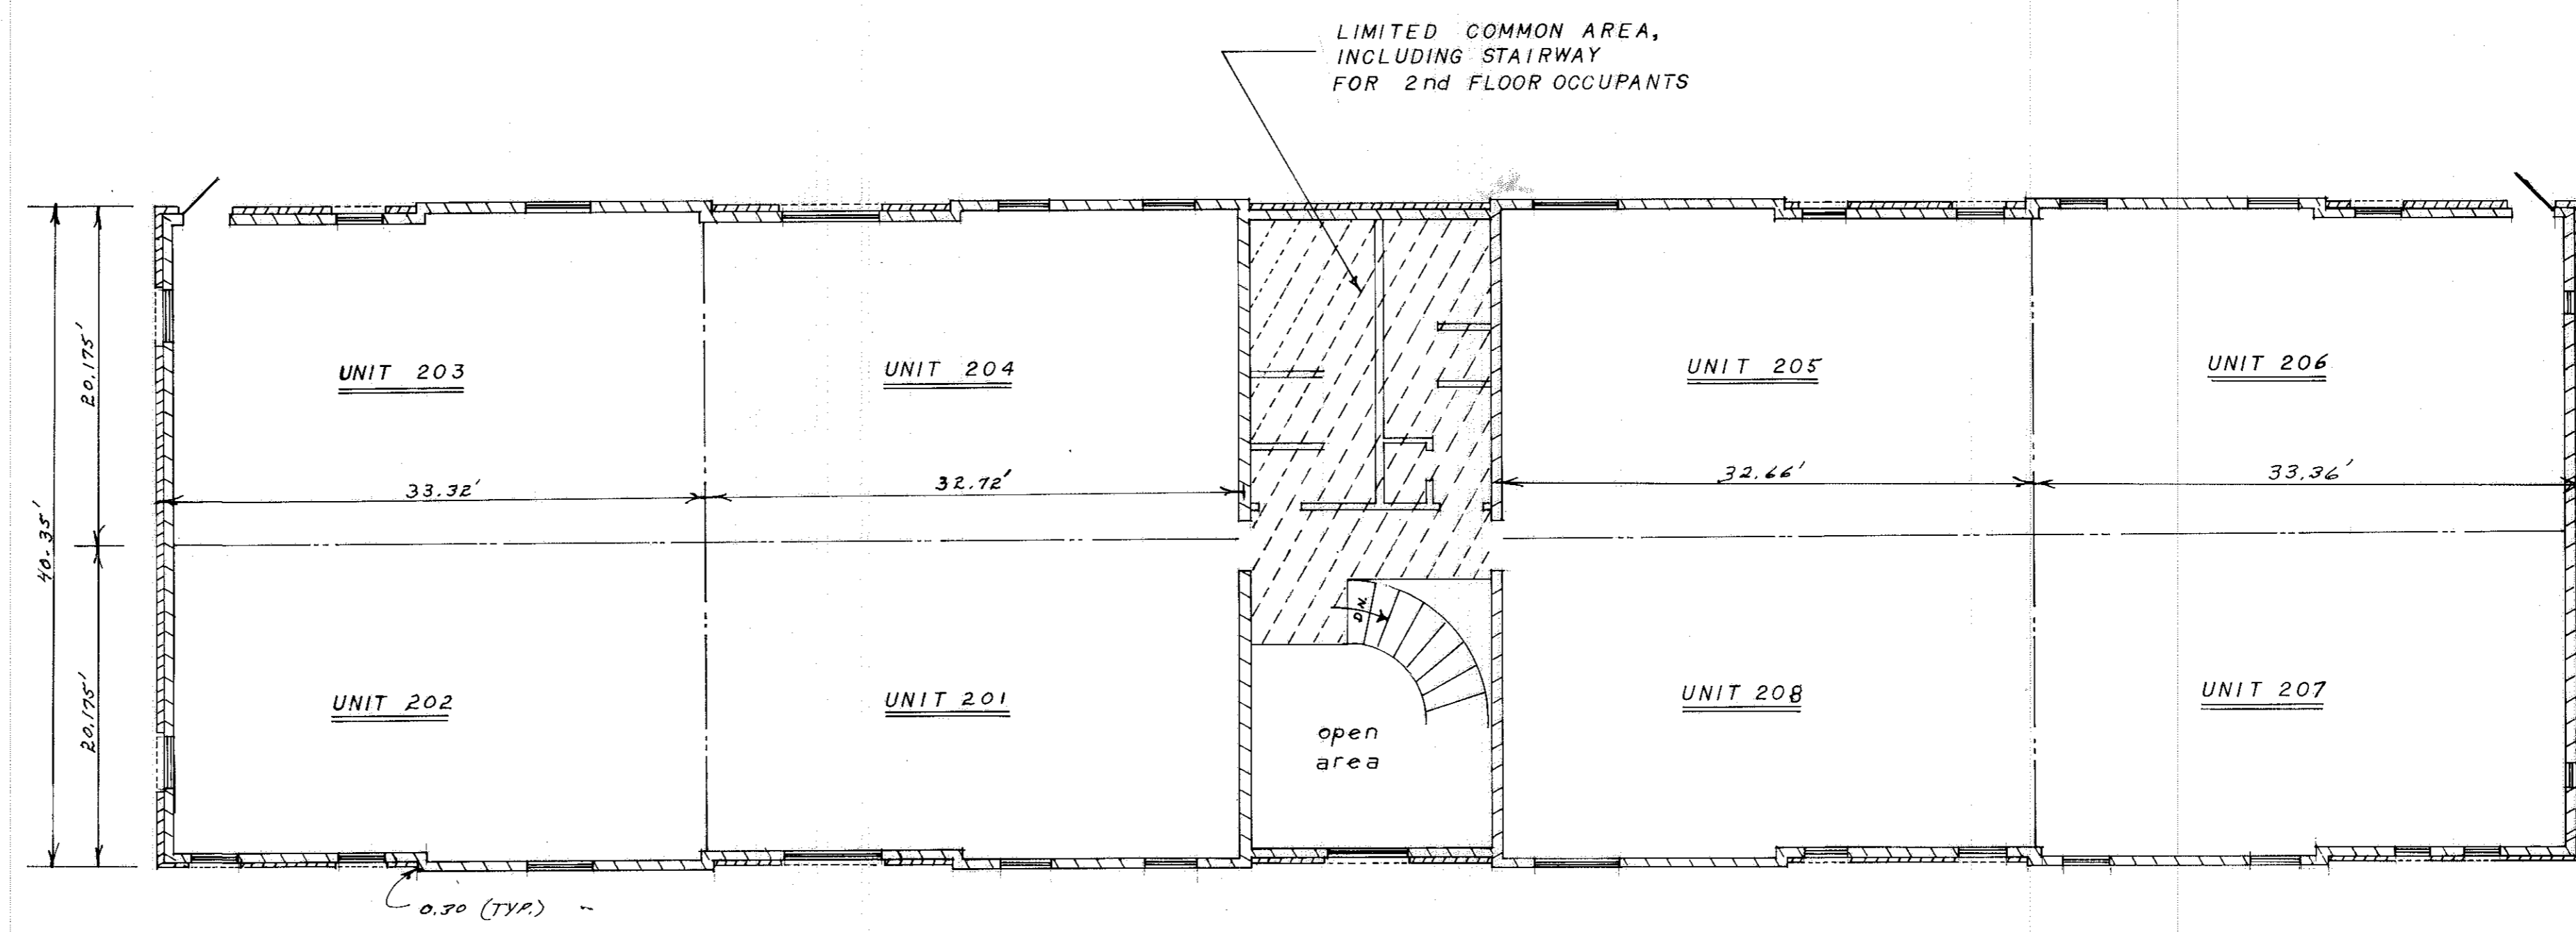 LIMITED COMMON AREA,
INCLUDING STAIRWAY
FOR 2nd FLOOR OCCUPANTS
20.175'
40.35'
20.175'
UNIT 203
UNIT 204
UNIT 205
UNIT 206
33.32'
32.72'
32.66'
33.36'
DN.
UNIT 202
UNIT 201
UNIT 208
UNIT 207
open
area
0.30 (TYP.)